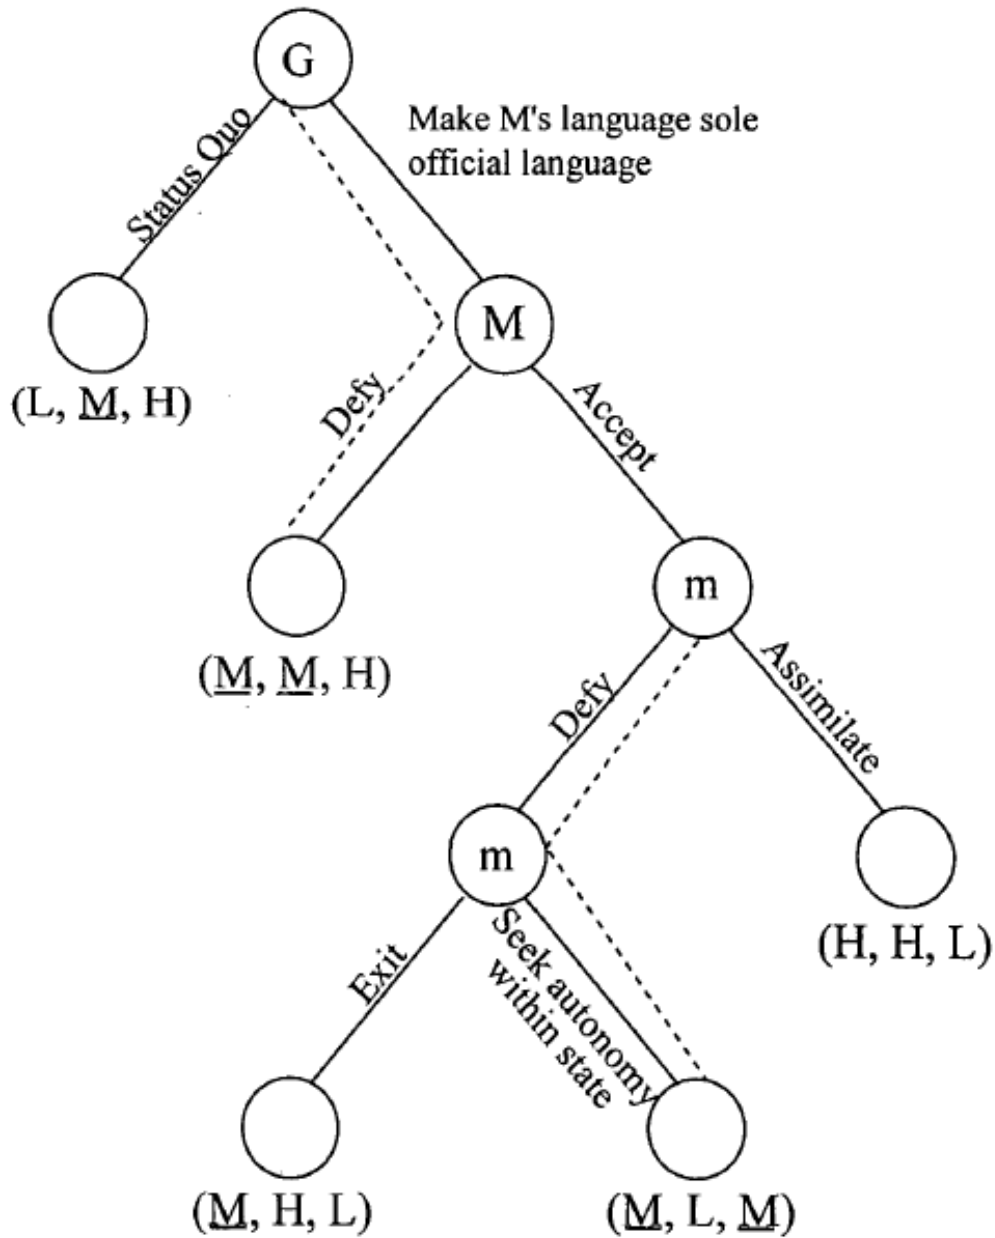 G
Make M's language sole
official language
Status Quo
M
(L, M, H)
Defy
Accept
m
(M, M, H)
Defy
Assimilate
m
(H, H, L)
Exit
Seek autonomy
within state
(M, H, L)
(M, L, M)